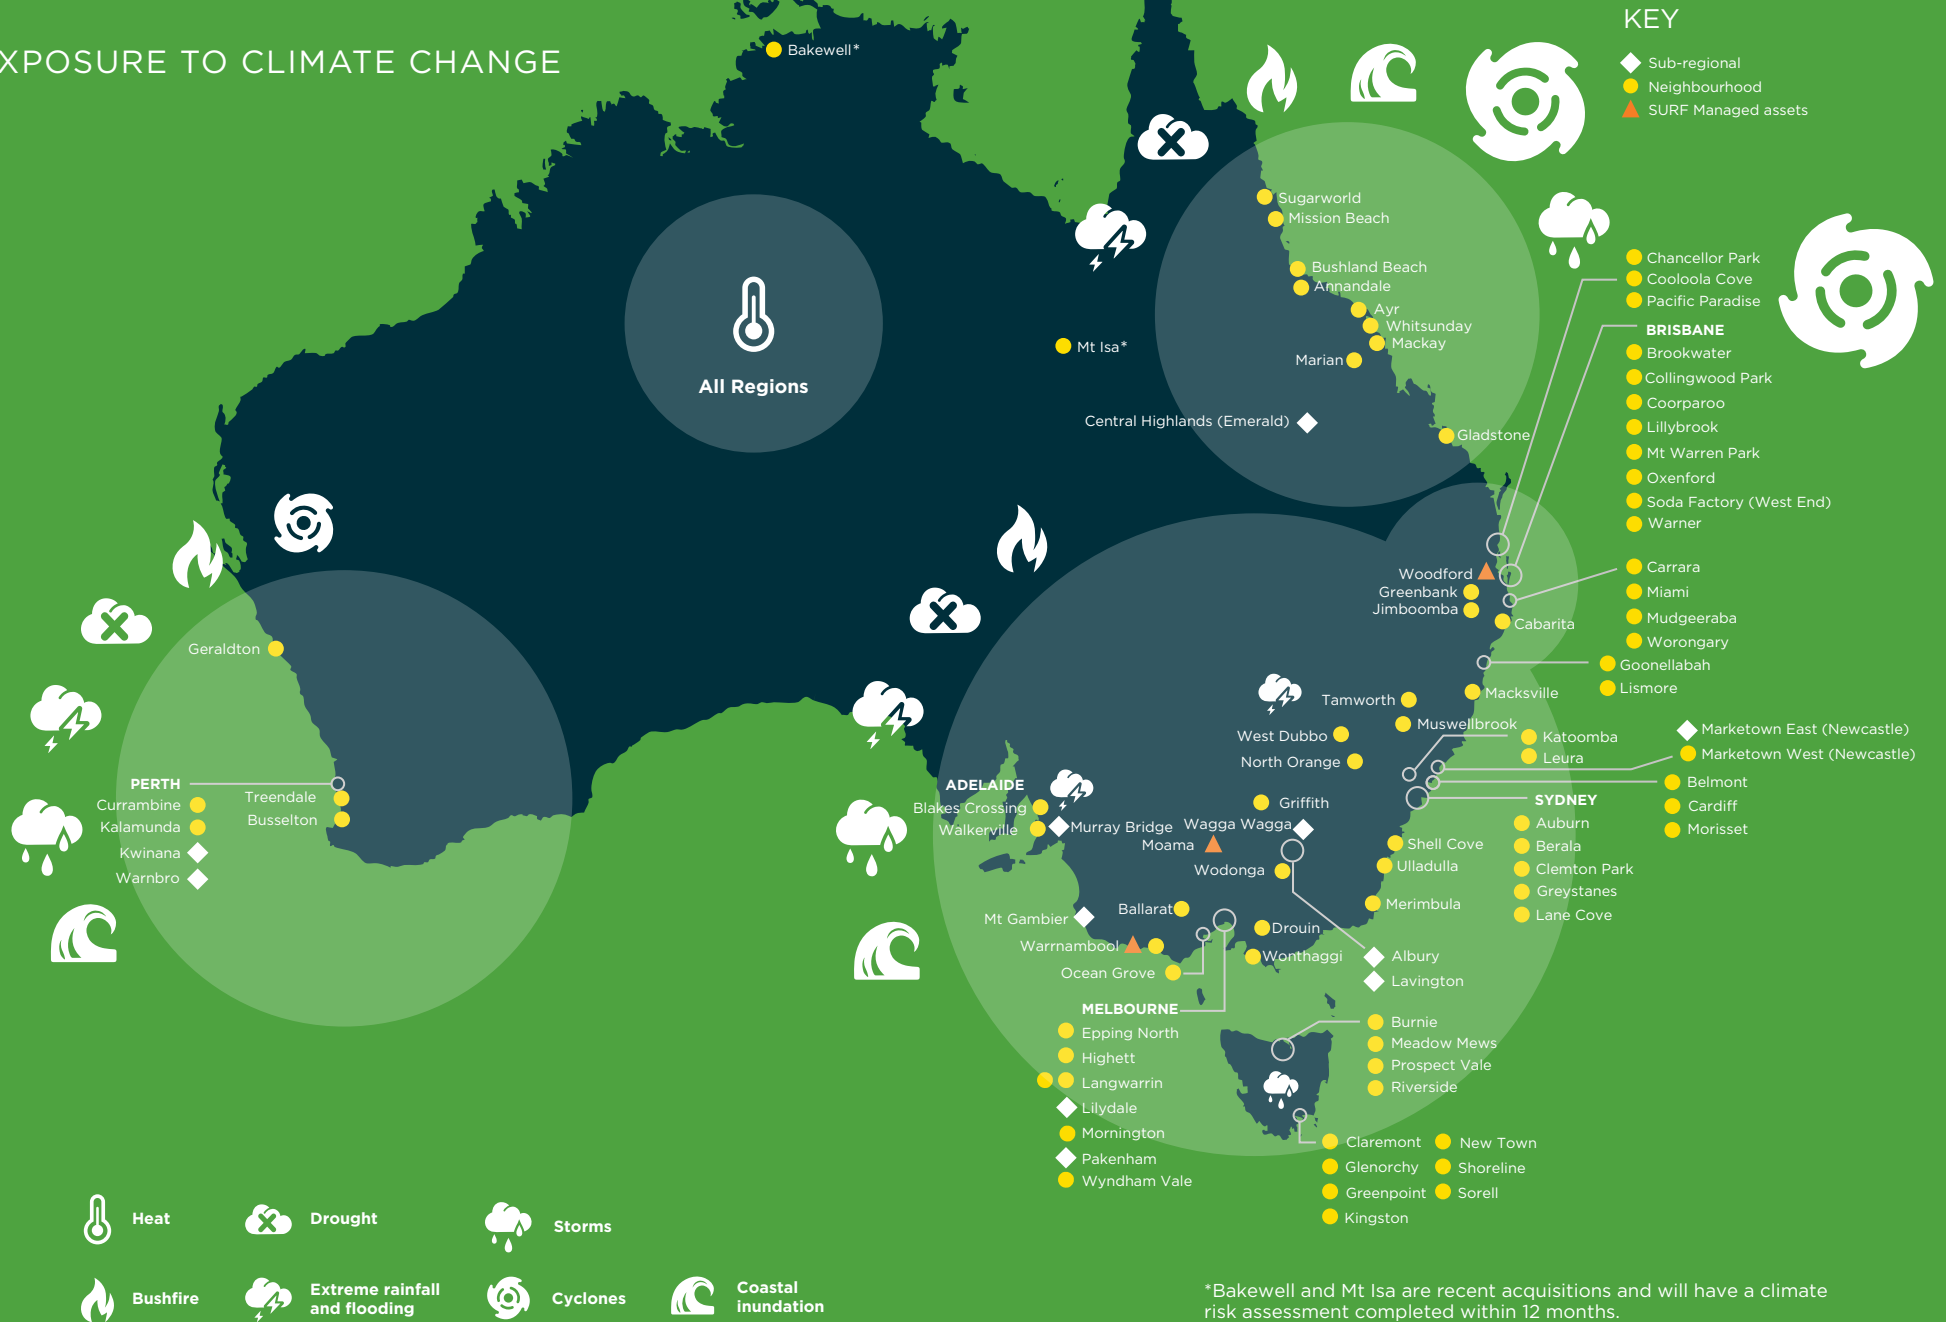 XPOSURE TO CLIMATE CHANGE
KEY
Sub-regional
Neighbourhood
SURF Managed assets
Bakewell*
Sugarworld
Mission Beach
Bushland Beach
Annandale
Ayr
Whitsunday
Mackay
Marian
Mt Isa*
Central Highlands (Emerald)
Gladstone
All Regions
Chancellor Park
Cooloola Cove
Pacific Paradise
BRISBANE
Brookwater
Collingwood Park
Coorparoo
Lillybrook
Mt Warren Park
Oxenford
Soda Factory (West End)
Warner
Carrara
Miami
Mudgeeraba
Worongary
Goonellabah
Lismore
Woodford
Greenbank
Jimboomba
Cabarita
Tamworth
Macksville
Muswellbrook
West Dubbo
North Orange
Katoomba
Leura
Marketown East (Newcastle)
Marketown West (Newcastle)
Belmont
Cardiff
Morisset
SYDNEY
Auburn
Berala
Clemton Park
Greystanes
Lane Cove
Geraldton
PERTH
Currambine
Kalamunda
Kwinana
Warnbro
Treendale
Busselton
ADELAIDE
Blakes Crossing
Walkerville
Murray Bridge
Griffith
Wagga Wagga
Moama
Wodonga
Shell Cove
Ulladulla
Merimbula
Mt Gambier
Ballarat
Warrnambool
Ocean Grove
Drouin
Wonthaggi
Albury
Lavington
MELBOURNE
Epping North
Highett
Langwarrin
Lilydale
Mornington
Pakenham
Wyndham Vale
Burnie
Meadow Mews
Prospect Vale
Riverside
Claremont
Glenorchy
Greenpoint
Kingston
New Town
Shoreline
Sorell
Heat
Drought
Storms
Bushfire
Extreme rainfall
and flooding
Cyclones
Coastal
inundation
*Bakewell and Mt Isa are recent acquisitions and will have a climate
risk assessment completed within 12 months.